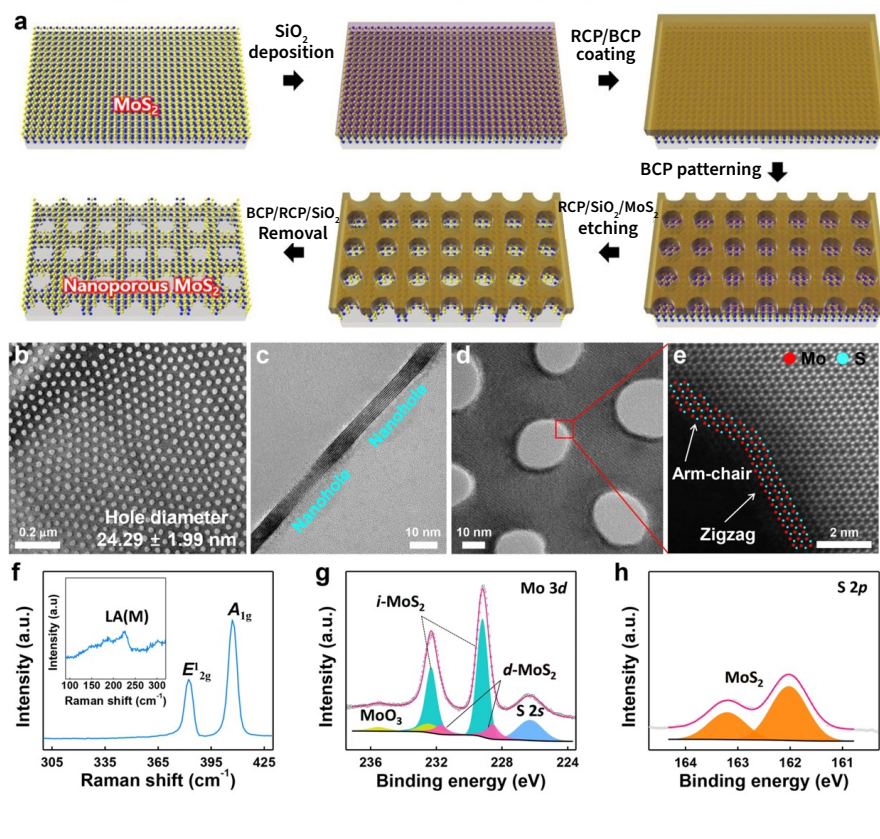 a
SiO2
deposition
RCP/BCP
coating
MoS2
BCP patterning
BCP/RCP/SiO2
Removal
RCP/SiO2/MoS2
etching
Nanoporous MoS2
b
Hole diameter
24.29 ± 1.99 nm
0.2 μm
c
Nanohole
Nanohole
10 nm
d
10 nm
e
Mo S
Arm-chair
Zigzag
2 nm
f
Intensity (a.u.)
Intensity (a.u)
LA(M)
100 150 200 250 300
Raman shift (cm-1)
A1g
E12g
305 335 365 395 425
Raman shift (cm-1)
g
Mo 3d
Intensity (a.u.)
i-MoS2
d-MoS2
MoO3
S 2s
236 232 228 224
Binding energy (eV)
h
S 2p
Intensity (a.u.)
MoS2
164 163 162 161
Binding energy (eV)